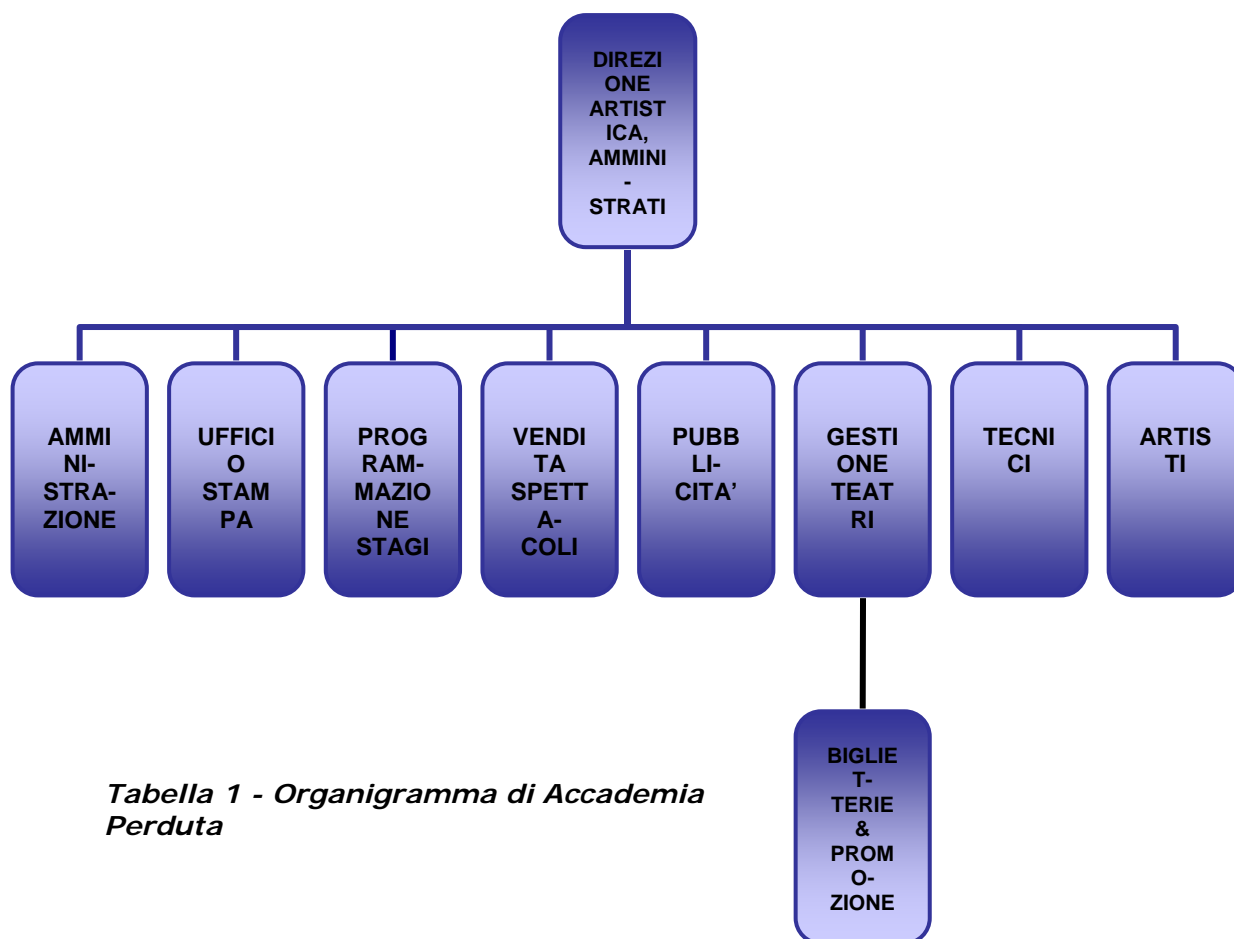 DIREZI
ONE
ARTIST
ICA,
AMMINI
-
STRATI
AMMI
NI-
STRA-
ZIONE
UFFICI
O
STAM
PA
PROG
RAM-
MAZIO
NE
STAGI
VENDI
TA
SPETT
A-
COLI
PUBB
LI-
CITA’
GESTI
ONE
TEAT
RI
TECNI
CI
ARTIS
TI
BIGLIE
T-
TERIE
&
PROM
O-
ZIONE
Tabella 1 - Organigramma di Accademia
Perduta